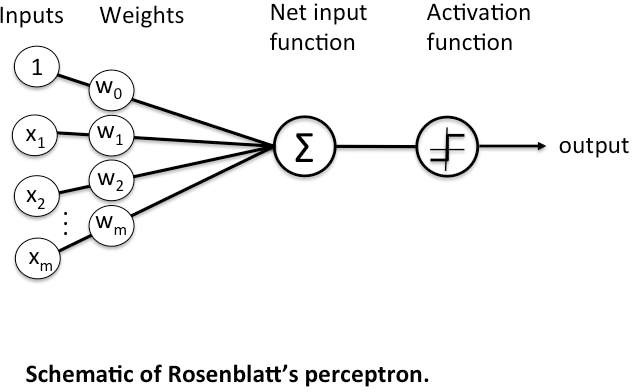 Inputs
Weights
Net input
function
Activation
function
1
w0
x1
w1
x2
w2
⋮
wm
xm
Σ
output
Schematic of Rosenblatt's perceptron.